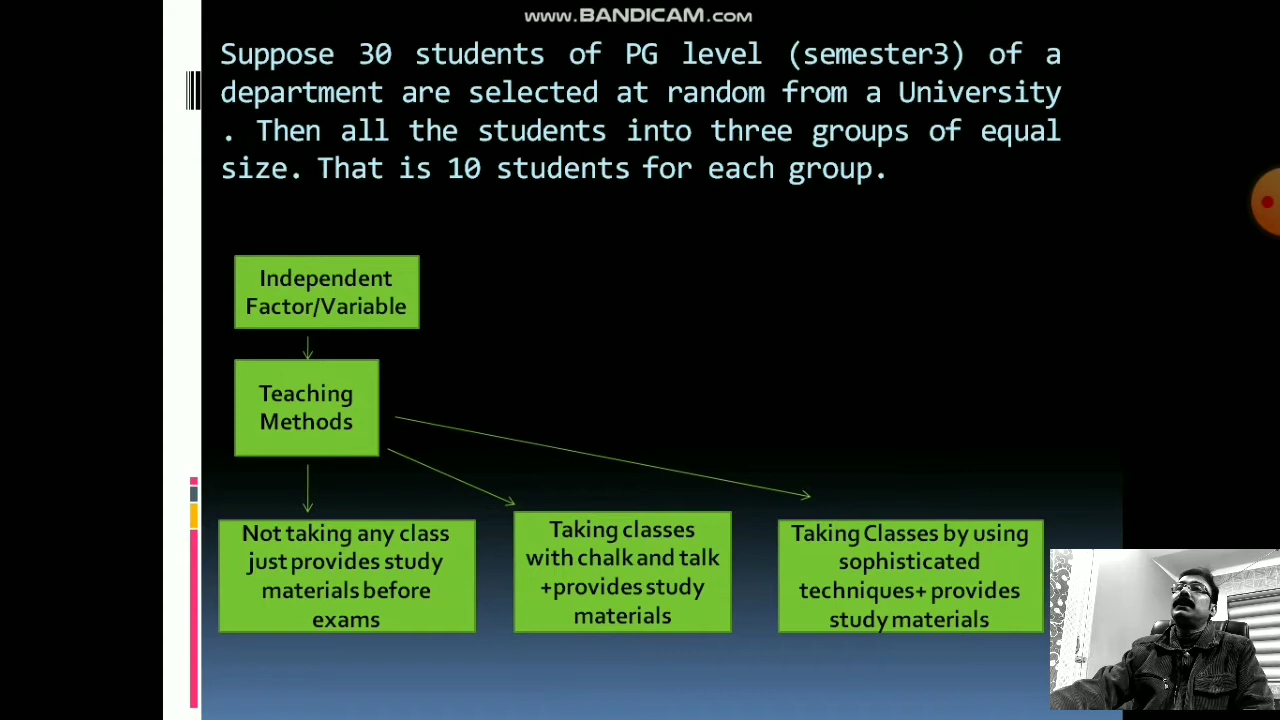 www.BANDICAM.com
Suppose 30 students of PG level (semester3) of a
department are selected at random from a University
. Then all the students into three groups of equal
size. That is 10 students for each group.
Independent
Factor/Variable
Teaching
Methods
Not taking any class
just provides study
materials before
exams
Taking classes
with chalk and talk
+provides study
materials
Taking Classes by using
sophisticated
techniques+ provides
study materials